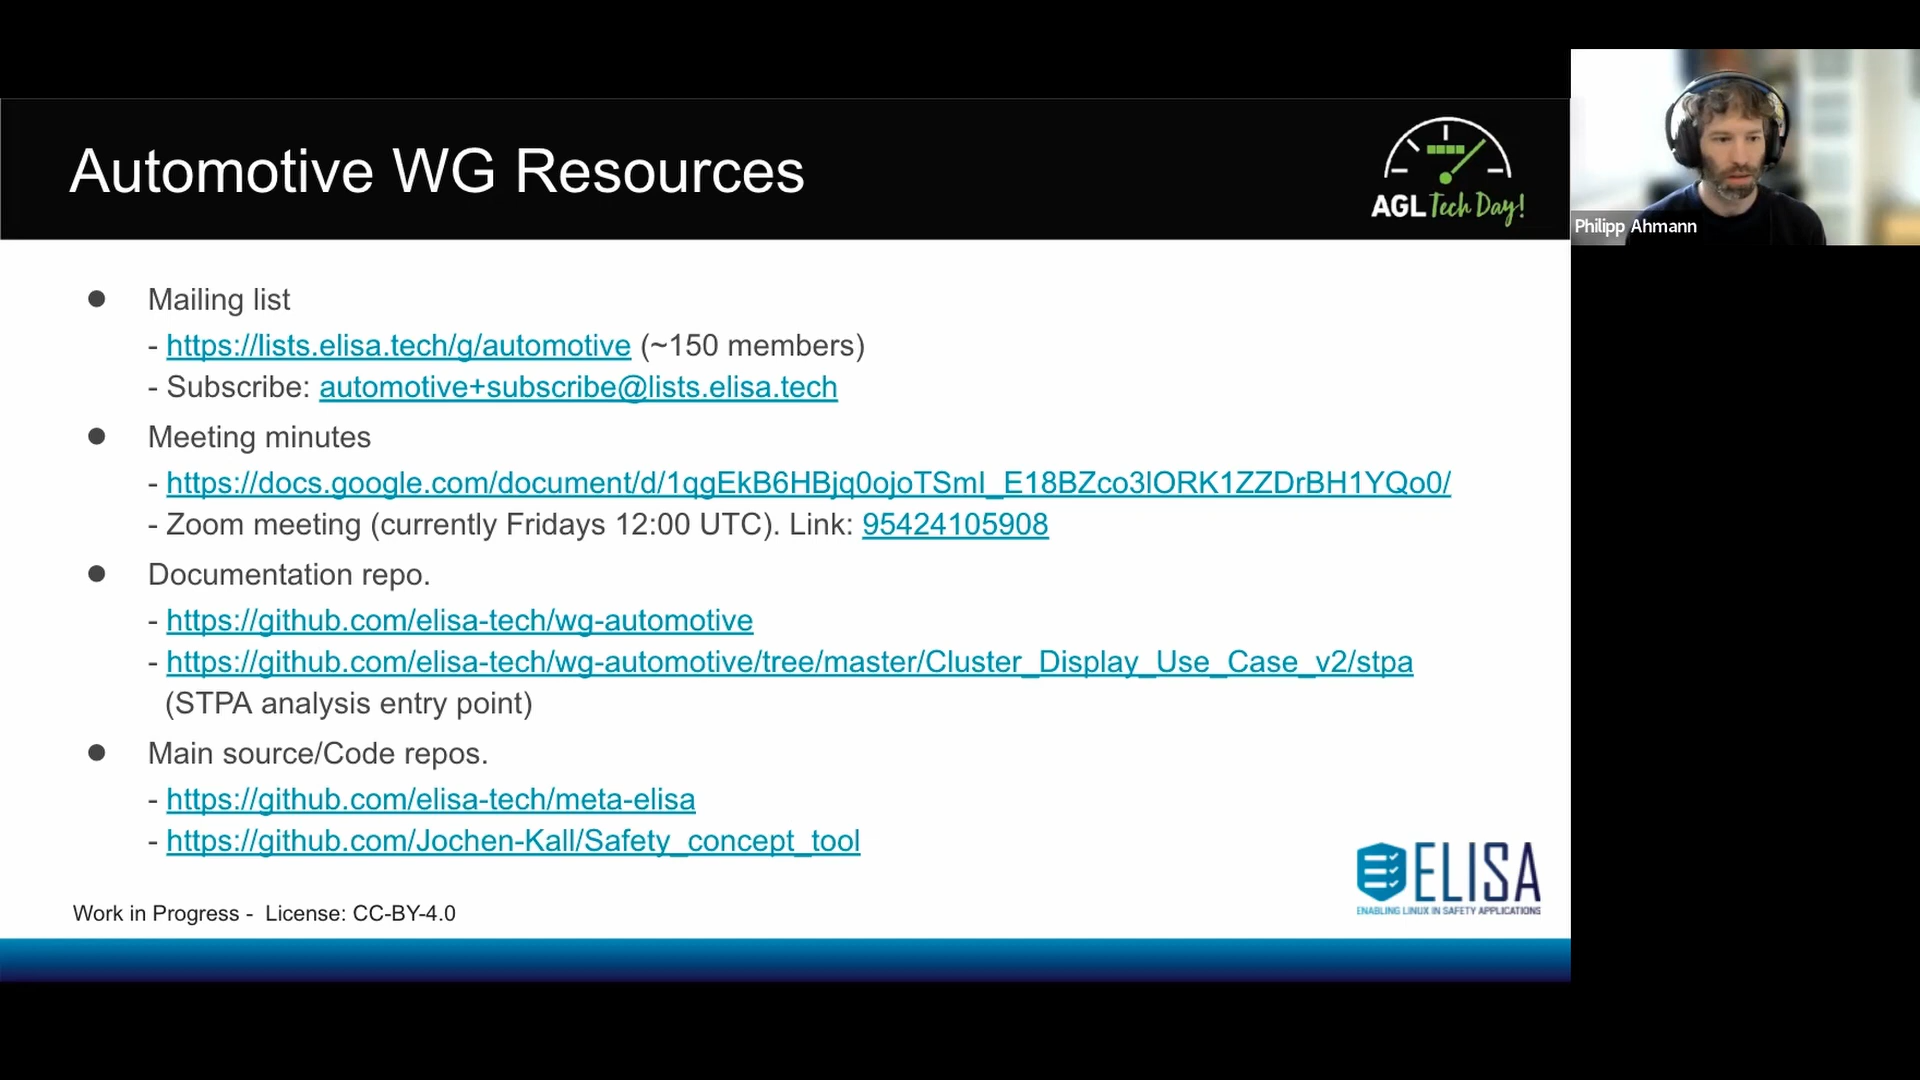 Automotive WG Resources
AGL Tech Day!
Philipp Ahmann
● Mailing list
- https://lists.elisa.tech/g/automotive (~150 members)
- Subscribe: automotive+subscribe@lists.elisa.tech
● Meeting minutes
- https://docs.google.com/document/d/1qgEkB6HBjq0ojoTSml_E18BZco3lORK1ZZDrBH1YQo0/
- Zoom meeting (currently Fridays 12:00 UTC). Link: 95424105908
● Documentation repo.
- https://github.com/elisa-tech/wg-automotive
- https://github.com/elisa-tech/wg-automotive/tree/master/Cluster_Display_Use_Case_v2/stpa
(STPA analysis entry point)
● Main source/Code repos.
- https://github.com/elisa-tech/meta-elisa
- https://github.com/Jochen-Kall/Safety_concept_tool
ELISA
ENABLING LINUX IN SAFETY APPLICATIONS
Work in Progress - License: CC-BY-4.0